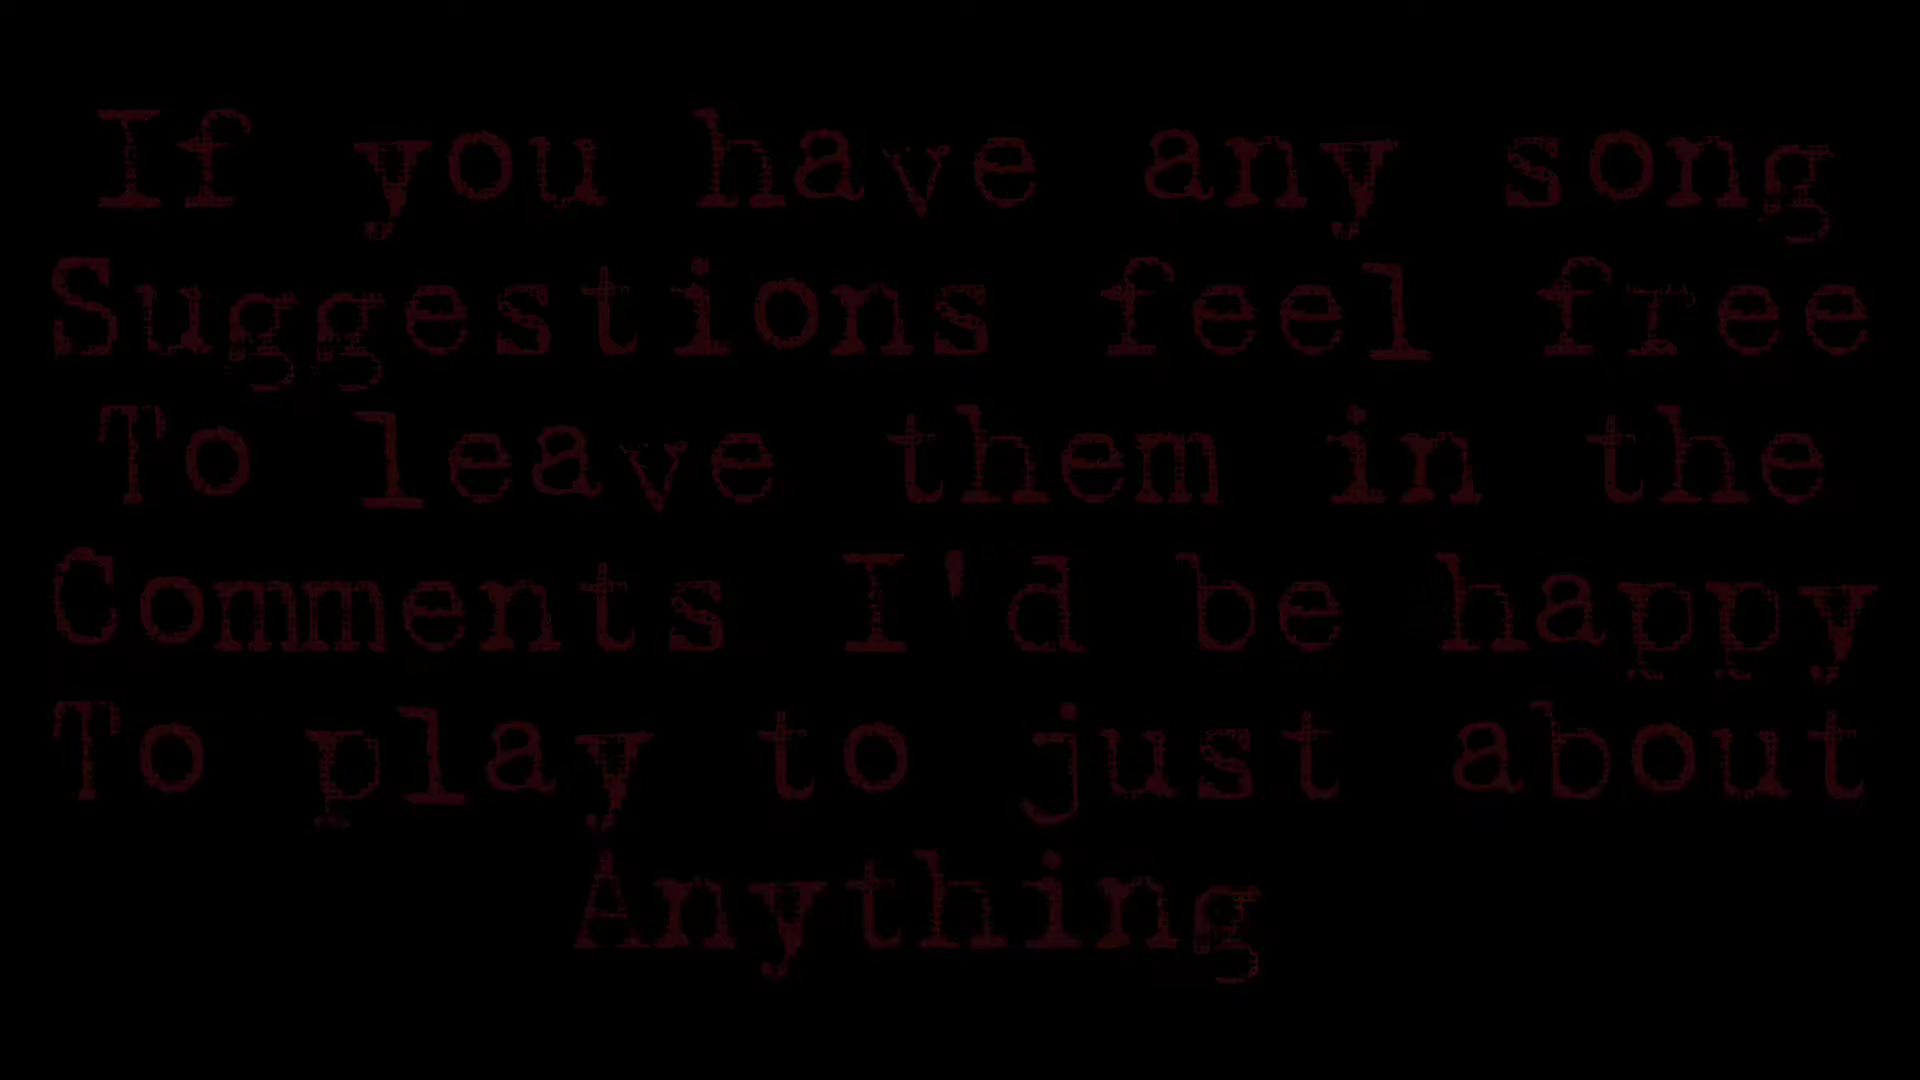 If you have any song
Suggestions feel free
To leave them in the
Comments I'd be happy
To play to just about
Anything